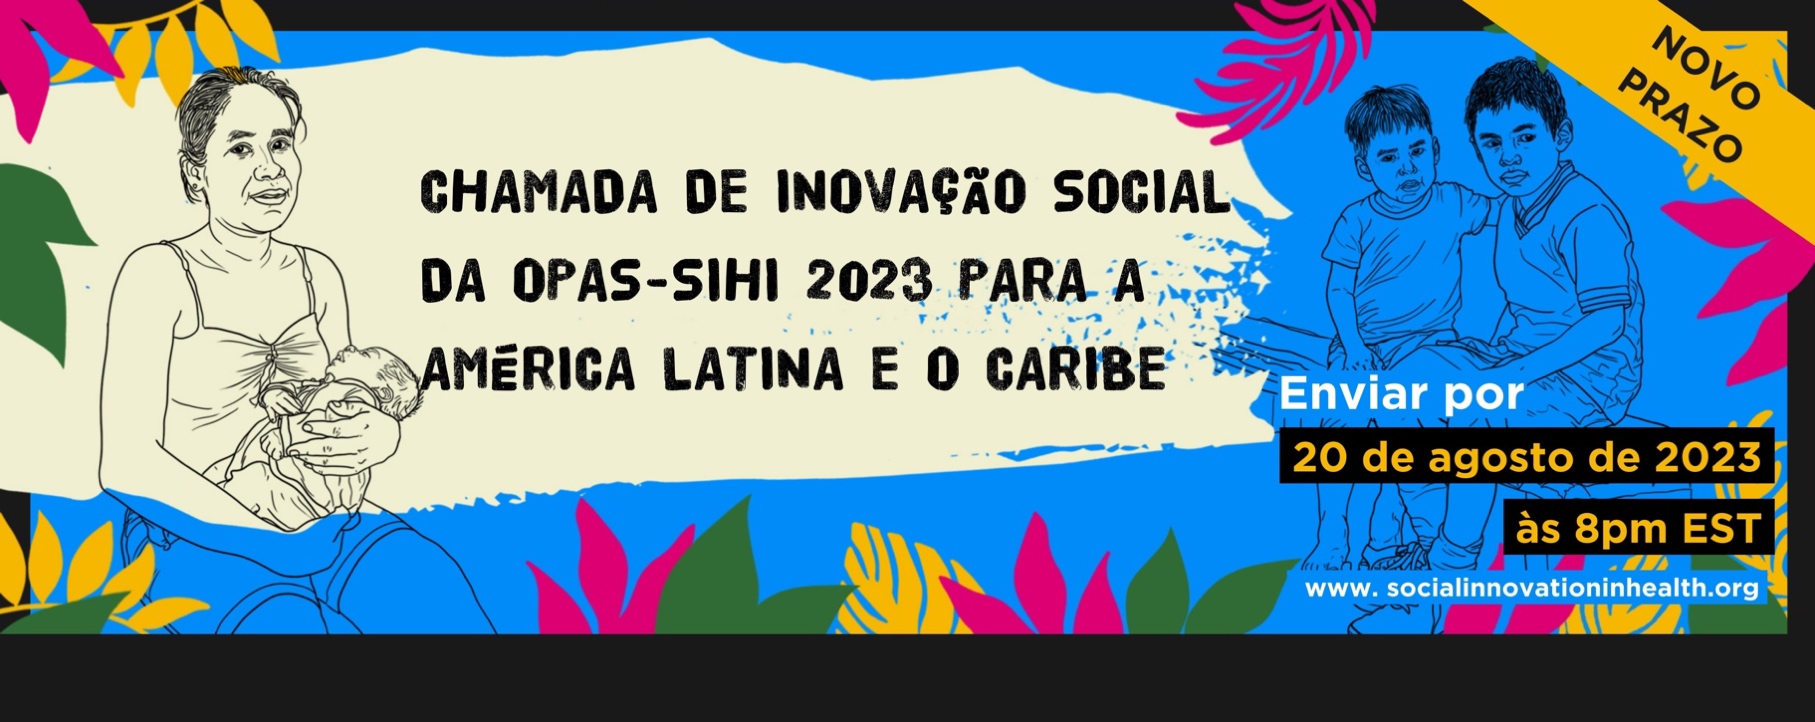 NOVO
PRAZO
CHAMADA DE INOVAÇÃO SOCIAL
DA OPAS-SIHI 2023 PARA A
AMÉRICA LATINA E O CARIBE
Enviar por
20 de agosto de 2023
às 8pm EST
www. socialinnovationinhealth.org